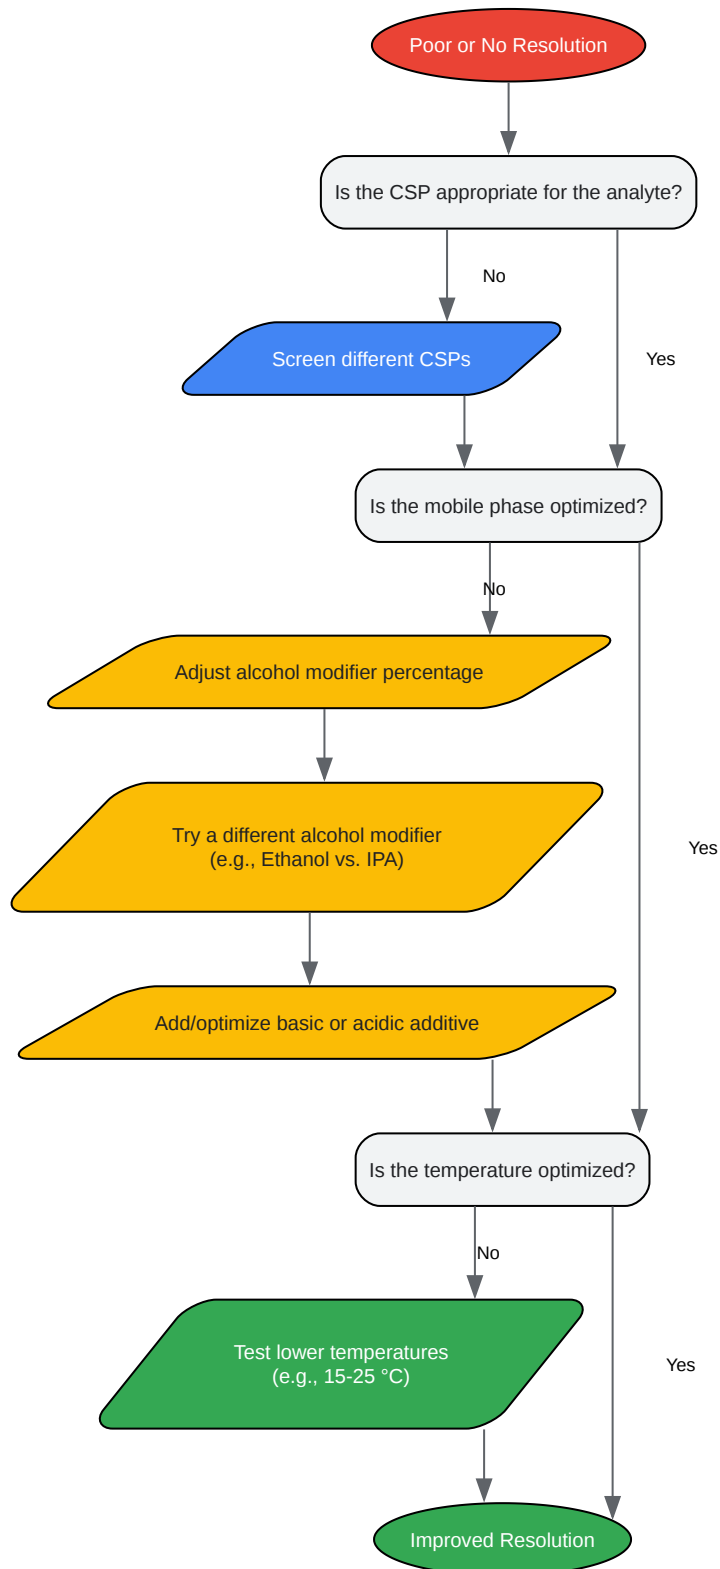 Poor or No Resolution
Is the CSP appropriate for the analyte?
No
Screen different CSPs
Yes
Is the mobile phase optimized?
No
Adjust alcohol modifier percentage
Try a different alcohol modifier
(e.g., Ethanol vs. IPA)
Yes
Add/optimize basic or acidic additive
Is the temperature optimized?
No
Test lower temperatures
(e.g., 15-25 °C)
Yes
Improved Resolution